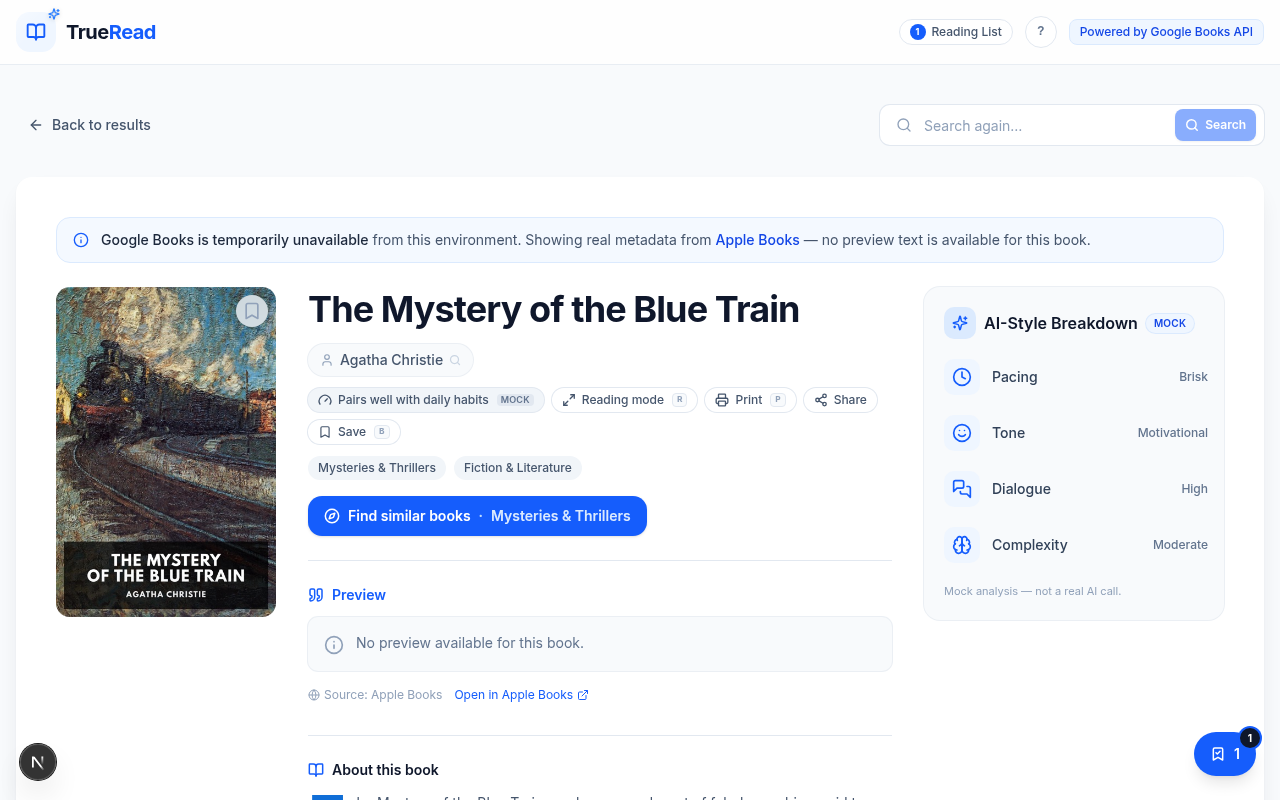 TrueRead
1 Reading List
?
Powered by Google Books API
Back to results
Search again...
Search
Google Books is temporarily unavailable from this environment. Showing real metadata from Apple Books — no preview text is available for this book.
THE MYSTERY
OF THE BLUE TRAIN
AGATHA CHRISTIE
The Mystery of the Blue Train
Agatha Christie
Pairs well with daily habits MOCK
Reading mode R
Print P
Share
Save B
Mysteries & Thrillers
Fiction & Literature
Find similar books · Mysteries & Thrillers
Preview
No preview available for this book.
Source: Apple Books
Open in Apple Books
About this book
AI-Style Breakdown MOCK
Pacing Brisk
Tone Motivational
Dialogue High
Complexity Moderate
Mock analysis — not a real AI call.
N
1
1